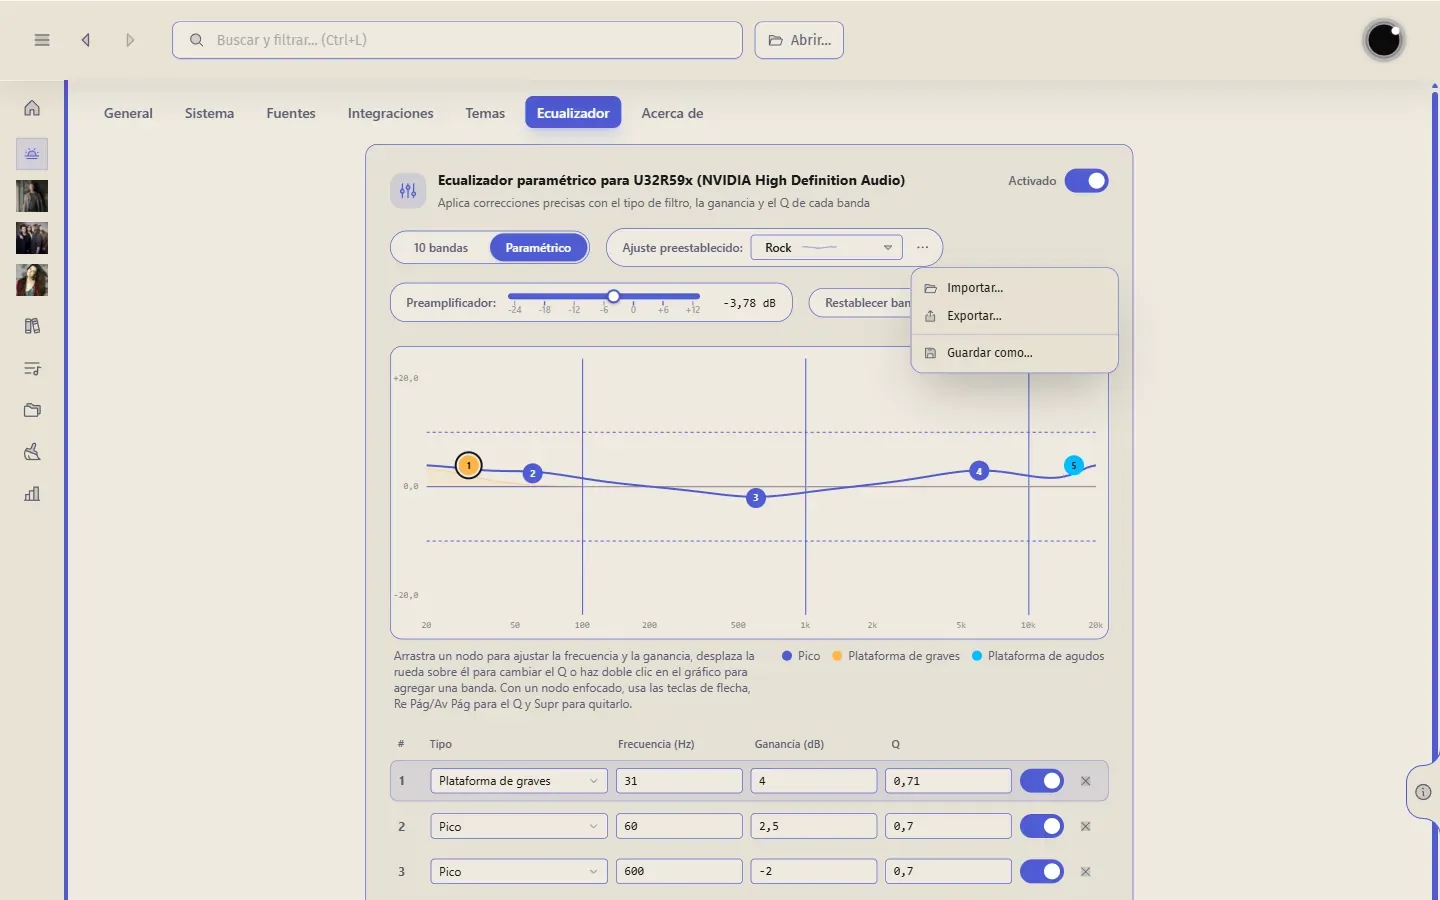 Buscar y filtrar... (Ctrl+L)
Abrir...
General
Sistema
Fuentes
Integraciones
Temas
Ecualizador
Acerca de
Ecualizador paramétrico para U32R59x (NVIDIA High Definition Audio)
Aplica correcciones precisas con el tipo de filtro, la ganancia y el Q de cada banda
Activado
10 bandas
Paramétrico
Ajuste preestablecido:
Rock
...
Importar...
Exportar...
Guardar como...
Preamplificador:
-24 -18 -12 -6 0 +6 +12
-3,78 dB
Restablecer ban
+20,0
0,0
-20,0
1
2
3
4
5
20 50 100 200 500 1k 2k 5k 10k 20k
Arrastra un nodo para ajustar la frecuencia y la ganancia, desplaza la
rueda sobre él para cambiar el Q o haz doble clic en el gráfico para
agregar una banda. Con un nodo enfocado, usa las teclas de flecha,
Re Pág/Av Pág para el Q y Supr para quitarlo.
Pico
Plataforma de graves
Plataforma de agudos
# Tipo Frecuencia (Hz) Ganancia (dB) Q
1 Plataforma de graves 31 4 0,71
2 Pico 60 2,5 0,7
3 Pico 600 -2 0,7